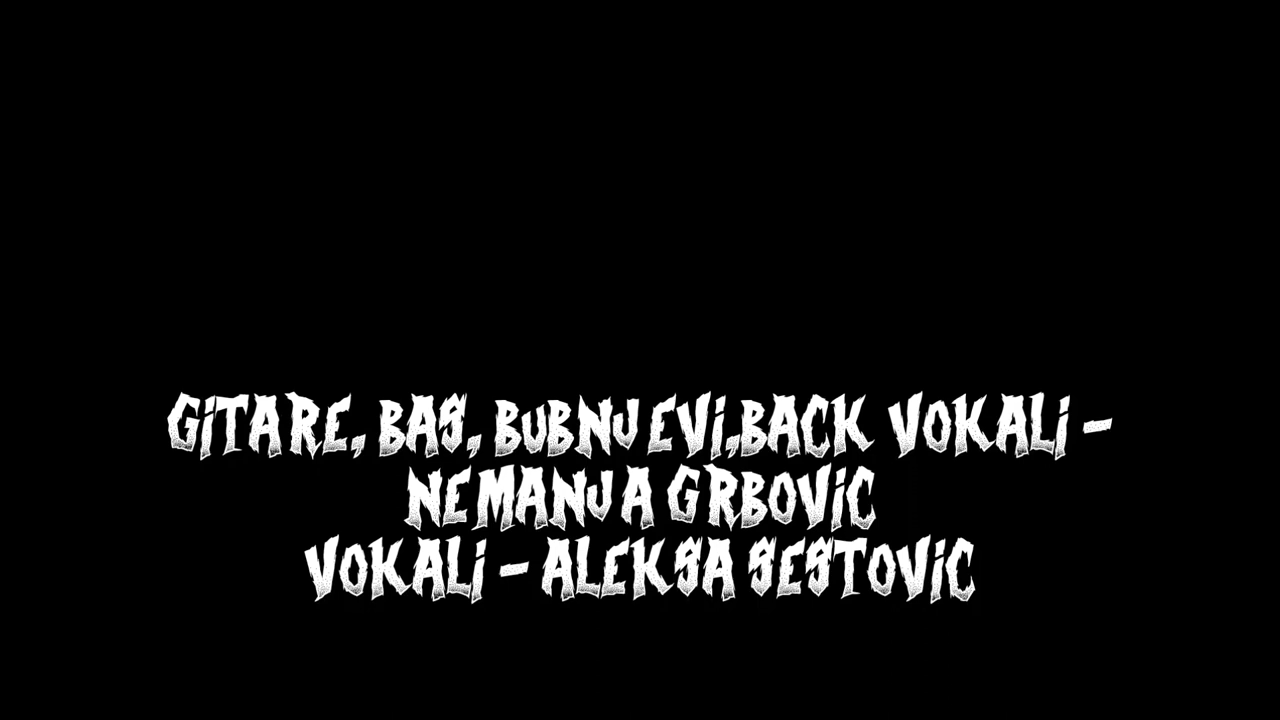 GITARE, BAS, BUBNJEVI,BACK VOKALI -
NEMANJA GRBOVIC
VOKALI - ALEKSA SESTOVIC